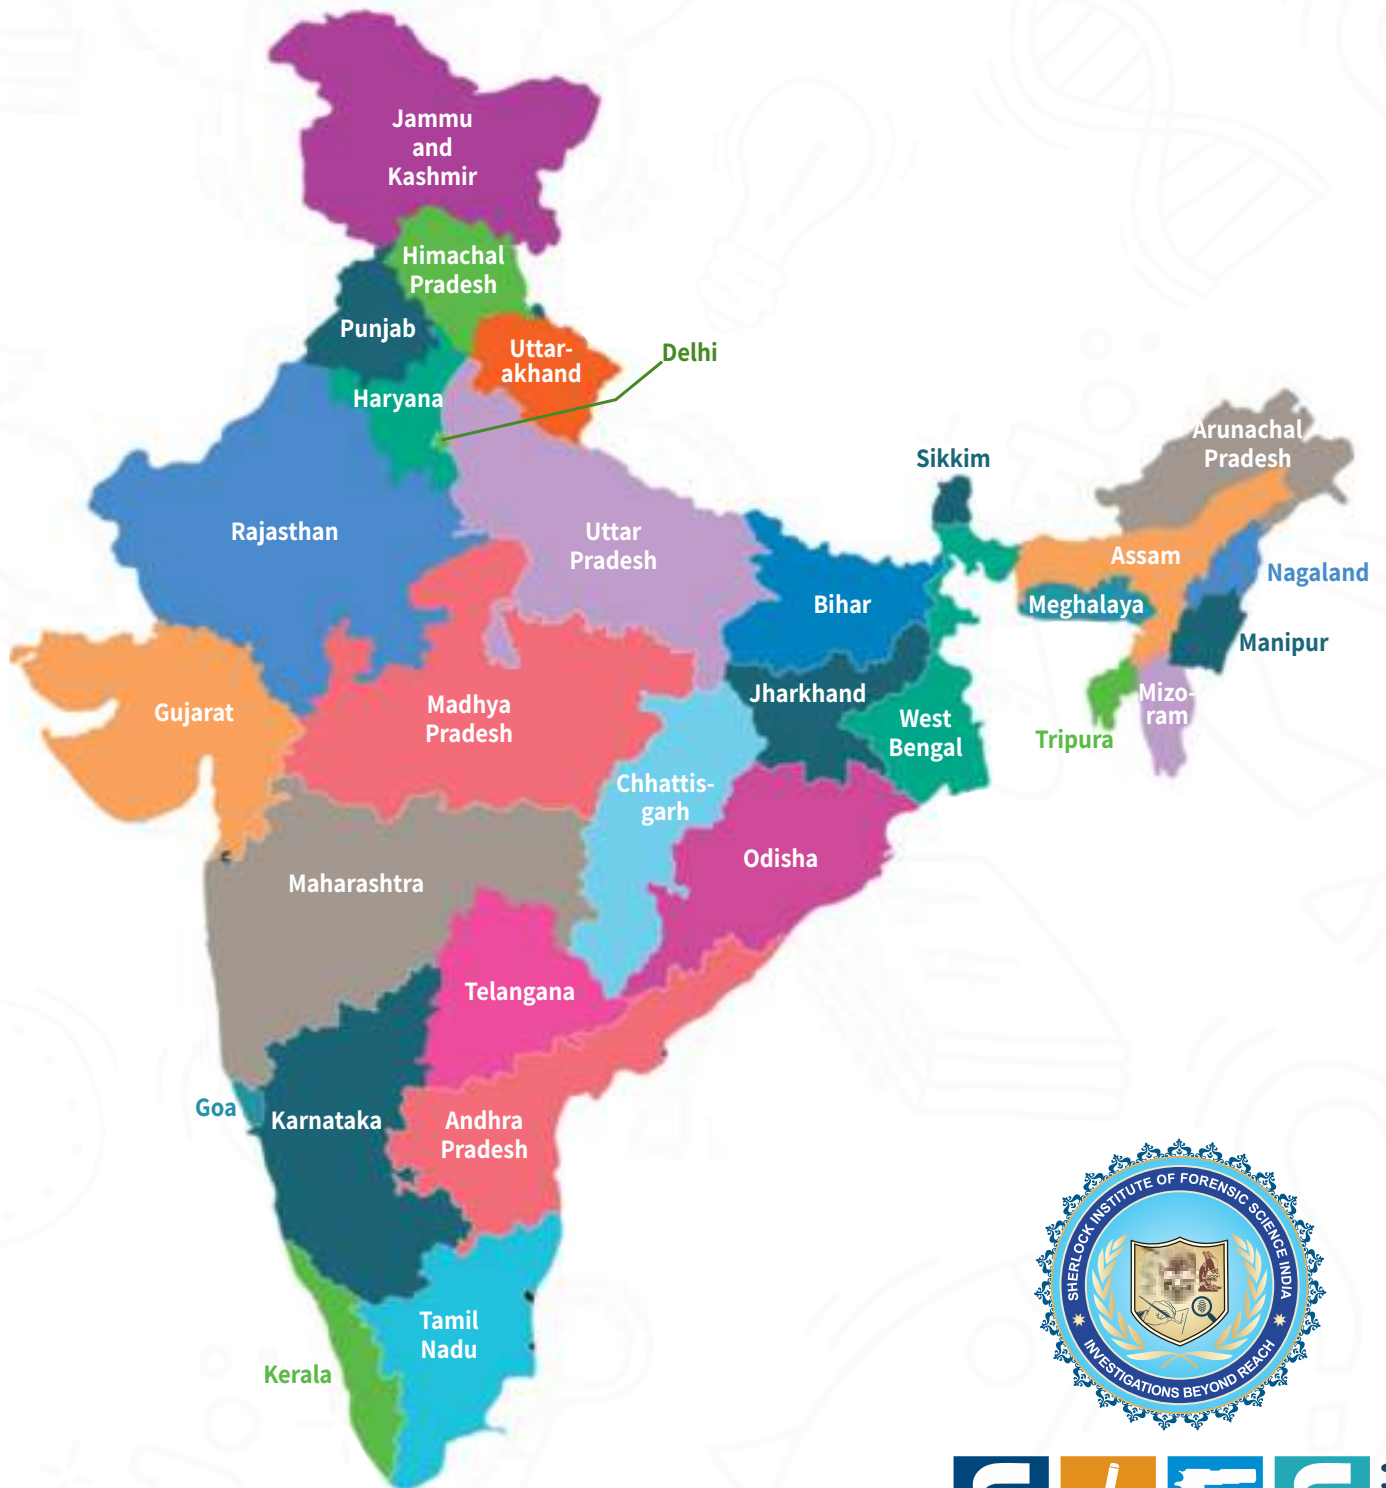 Jammu
and
Kashmir
Himachal
Pradesh
Punjab
Uttar-
akhand
Delhi
Haryana
Arunachal
Pradesh
Sikkim
Rajasthan
Uttar
Pradesh
Assam
Nagaland
Bihar
Meghalaya
Manipur
Jharkhand
Mizo-
ram
Gujarat
Madhya
Pradesh
West
Bengal
Tripura
Chhattis-
garh
Odisha
Maharashtra
Telangana
Goa
Karnataka
Andhra
Pradesh
Tamil
Nadu
Kerala
SHERLOCK INSTITUTE OF FORENSIC SCIENCE INDIA
INVESTIGATIONS BEYOND REACH